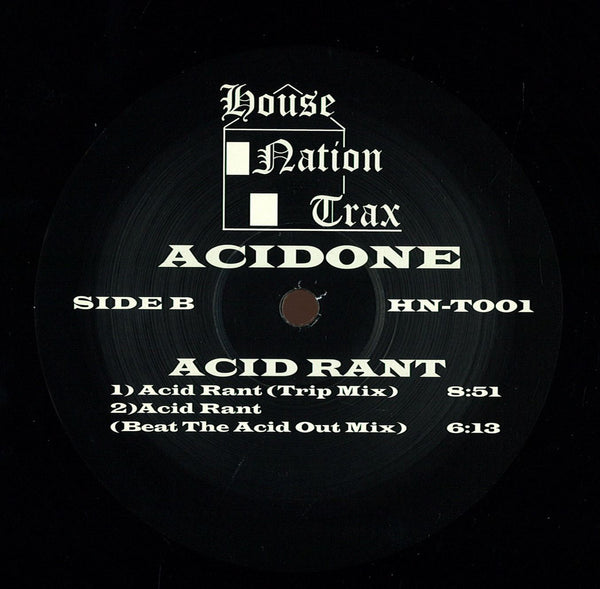 House
Nation
Trax
ACIDONE
SIDE B
HN-T001
ACID RANT
1) Acid Rant (Trip Mix) 8:51
2)Acid Rant
(Beat The Acid Out Mix) 6:13